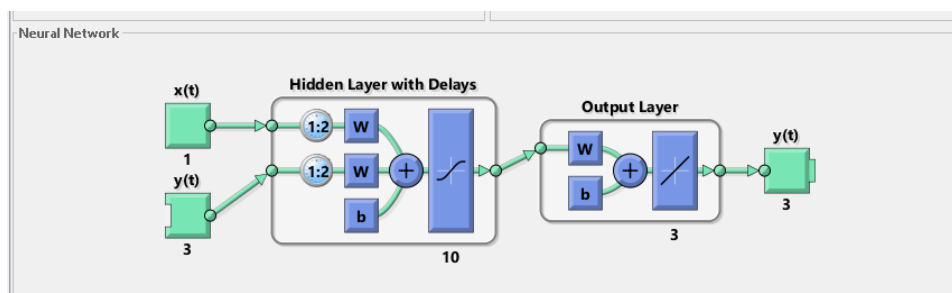 Neural Network
Hidden Layer with Delays
x(t)
1:2
W
1
y(t)
1:2
W
b
3
10
Output Layer
W
b
3
y(t)
3